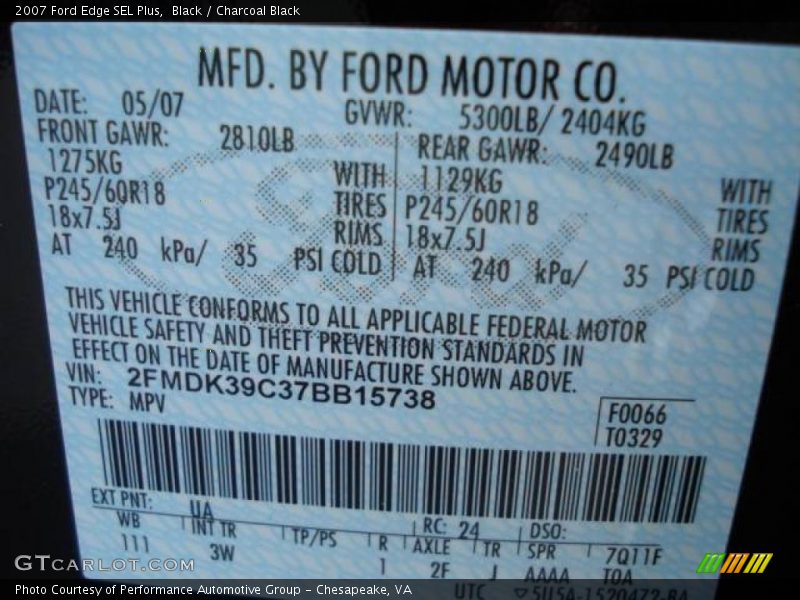 2007 Ford Edge SEL Plus,  Black / Charcoal Black
MFD. BY FORD MOTOR CO.
DATE: 05/07 GVWR: 5300LB/ 2404KG
FRONT GAWR: 2810LB REAR GAWR: 2490LB
1275KG WITH 1129KG WITH
P245/60R18 TIRES P245/60R18 TIRES
18x7.5J RIMS 18x7.5J RIMS
AT 240 kPa/ 35 PSI COLD AT 240 kPa/ 35 PSI COLD
THIS VEHICLE CONFORMS TO ALL APPLICABLE FEDERAL MOTOR
VEHICLE SAFETY AND THEFT PREVENTION STANDARDS IN
EFFECT ON THE DATE OF MANUFACTURE SHOWN ABOVE.
VIN: 2FMDK39C37BB15738
TYPE: MPV
F0066
T0329
EXT PNT: UA RC: 24 DSO:
WB INT TR TP/PS R AXLE TR SPR 7Q11F
111 3W 1 2F J AAAA TOA
UTC ▽5U5A-1520472-BA
GTCARLOT.COM
Photo Courtesy of Performance Automotive Group - Chesapeake, VA